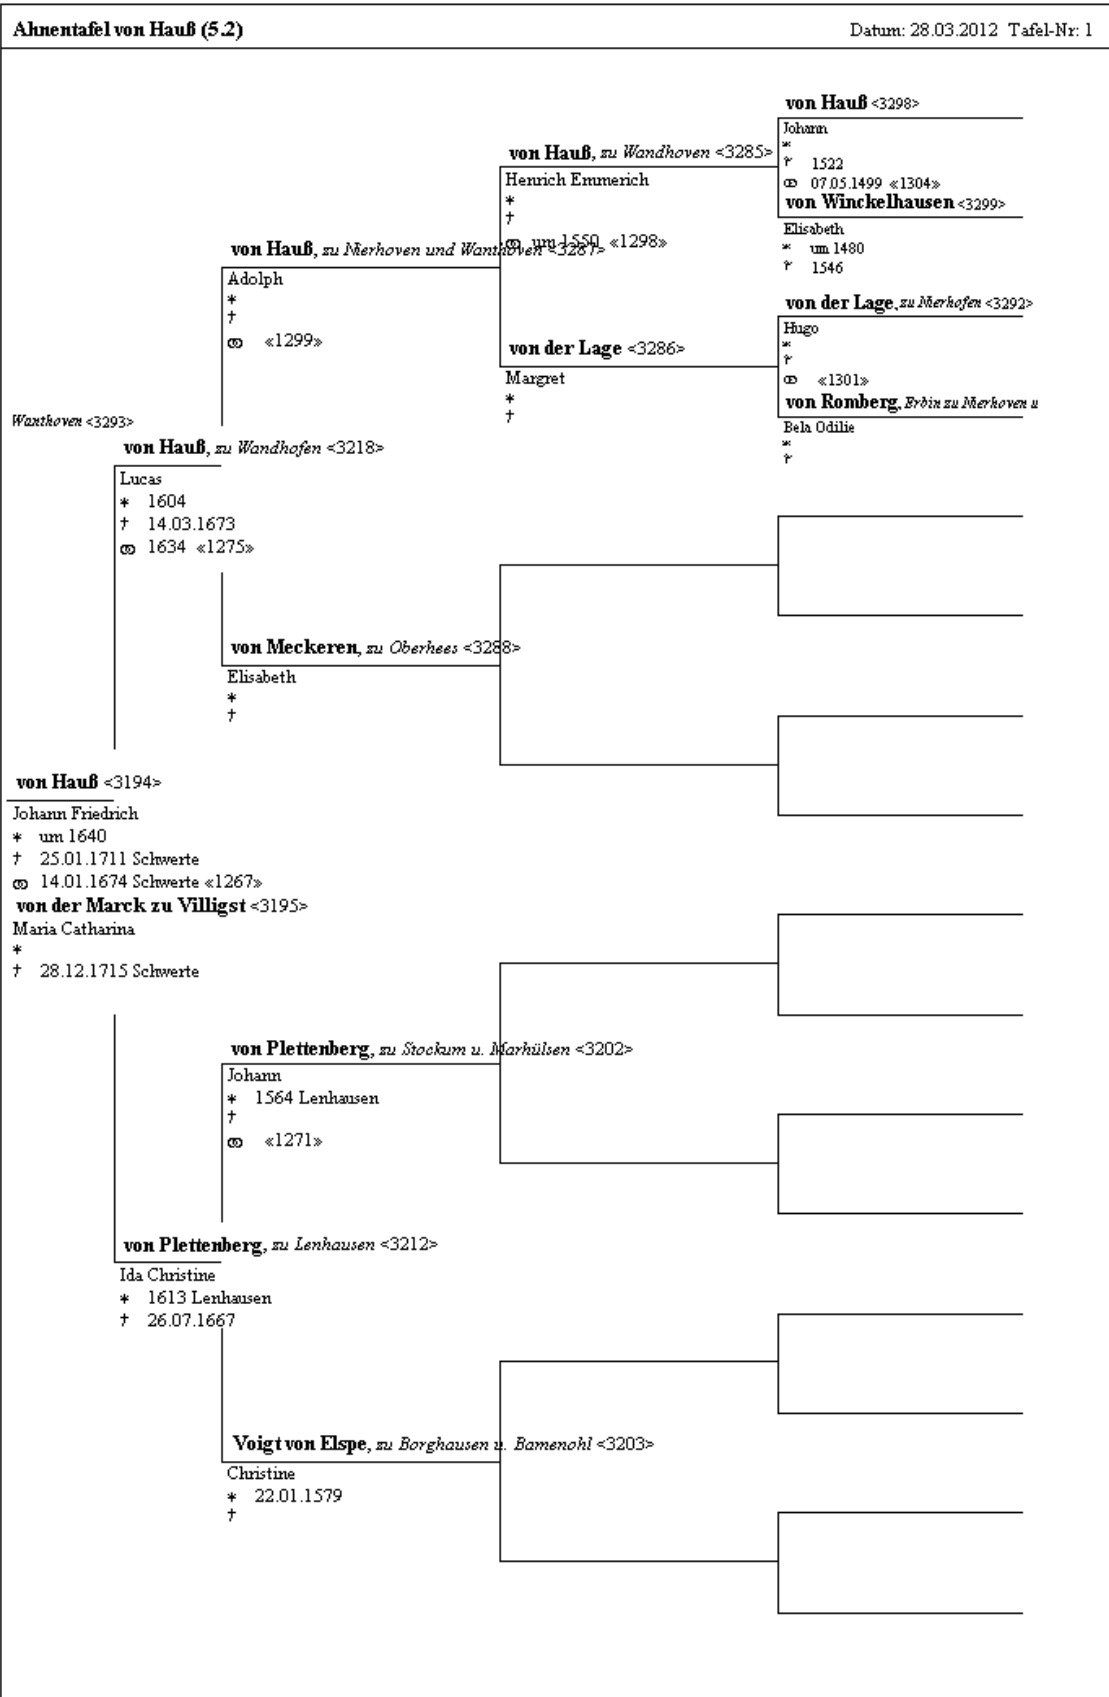 Ahnentafel von Hauß (5.2)
Datum: 28.03.2012 Tafel-Nr: 1
von Hauß <3298>
Johann
*
† 1522
⚭ 07.05.1499 «1304»
von Winckelhausen <3299>
Elisabeth
* um 1480
† 1546
von Hauß, zu Wandhoven <3285>
Henrich Emmerich
*
†
⚭ um 1550 «1298»
von der Lage, zu Nierhofen <3292>
Hugo
*
†
⚭ «1301»
von Romberg, Erbin zu Nierhoven u
Bela Odilie
*
†
von Hauß, zu Nierhoven und Wanthoven <3287>
Adolph
*
†
⚭ «1299»
von der Lage <3286>
Margret
*
†
Wanthoven <3293>
von Hauß, zu Wandhofen <3218>
Lucas
* 1604
† 14.03.1673
⚭ 1634 «1275»
von Meckeren, zu Oberhees <3288>
Elisabeth
*
†
von Hauß <3194>
Johann Friedrich
* um 1640
† 25.01.1711 Schwerte
⚭ 14.01.1674 Schwerte «1267»
von der Marck zu Villigst <3195>
Maria Catharina
*
† 28.12.1715 Schwerte
von Plettenberg, zu Stockum u. Marhülsen <3202>
Johann
* 1564 Lenhausen
†
⚭ «1271»
von Plettenberg, zu Lenhausen <3212>
Ida Christine
* 1613 Lenhausen
† 26.07.1667
Voigt von Elspe, zu Borghausen u. Bamenohl <3203>
Christine
* 22.01.1579
†